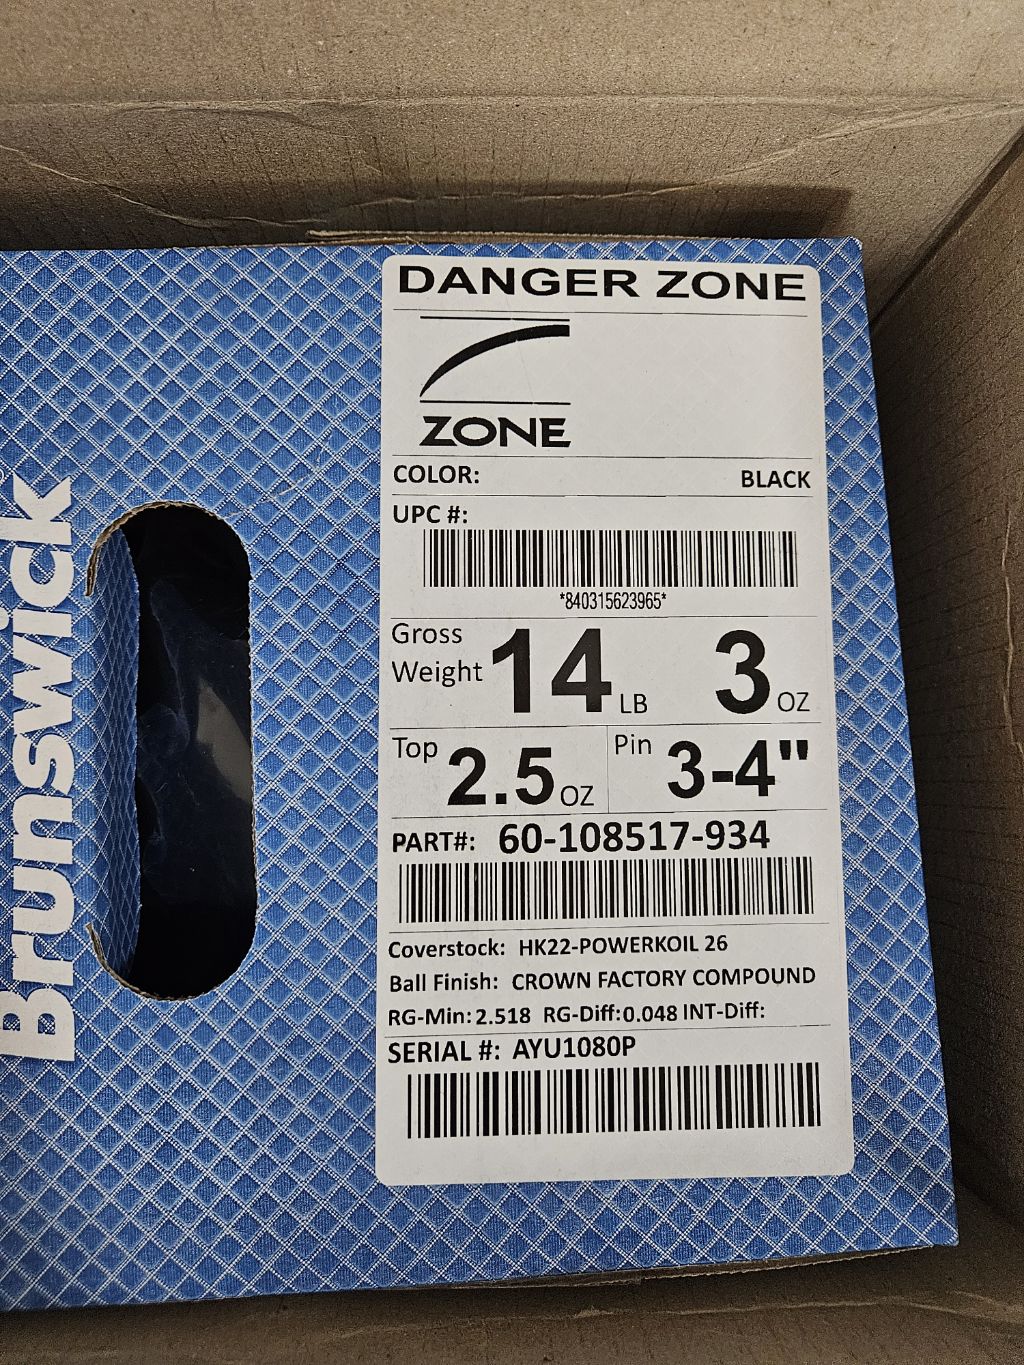 Brunswick
DANGER ZONE
ZONE
COLOR: BLACK
UPC #:
*840315623965*
Gross Weight 14 LB 3 OZ
Top 2.5 OZ Pin 3-4"
PART#: 60-108517-934
Coverstock: HK22-POWERKOIL 26
Ball Finish: CROWN FACTORY COMPOUND
RG-Min: 2.518 RG-Diff: 0.048 INT-Diff:
SERIAL #: AYU1080P